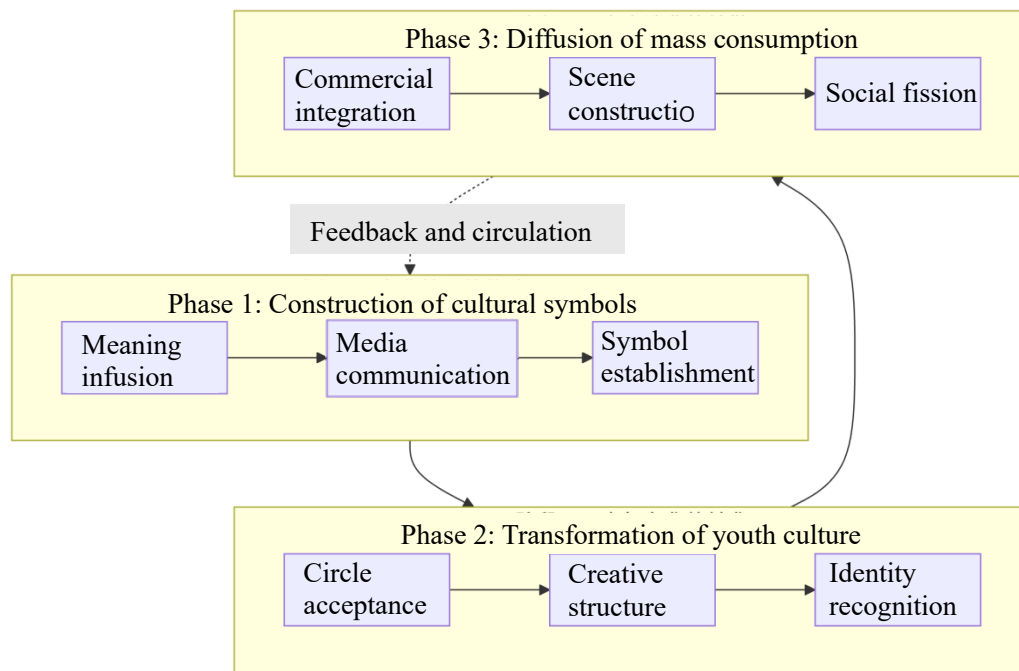 Phase 3: Diffusion of mass consumption
Commercial
integration
Scene
constructiO
Social fission
Feedback and circulation
Phase 1: Construction of cultural symbols
Meaning
infusion
Media
communication
Symbol
establishment
Phase 2: Transformation of youth culture
Circle
acceptance
Creative
structure
Identity
recognition